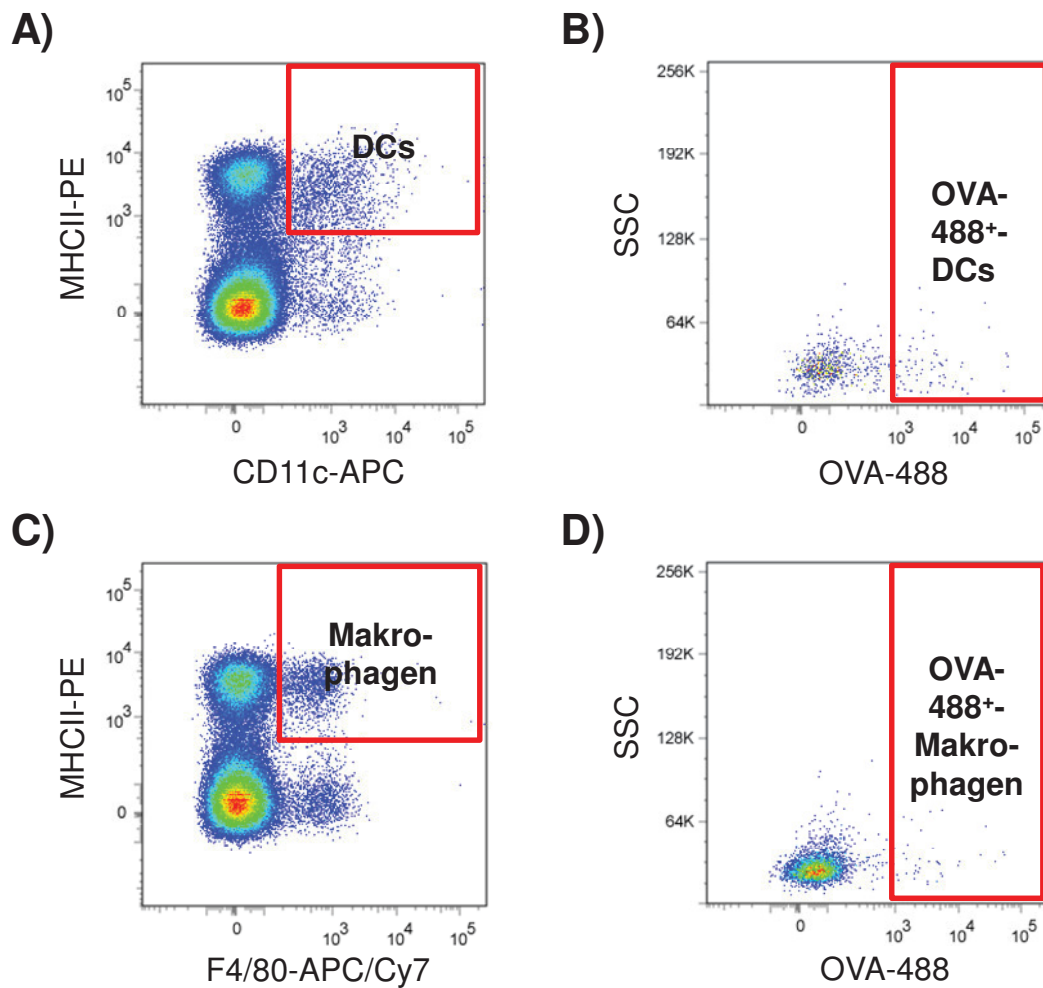 A)
MHCII-PE
10⁵
10⁴
10³
0
DCs
0
10³
10⁴
10⁵
CD11c-APC
B)
SSC
256K
192K
128K
64K
OVA-
488⁺-
DCs
0
10³
10⁴
10⁵
OVA-488
C)
MHCII-PE
10⁵
10⁴
10³
0
Makro-
phagen
0
10³
10⁴
10⁵
F4/80-APC/Cy7
D)
SSC
256K
192K
128K
64K
OVA-
488⁺-
Makro-
phagen
0
10³
10⁴
10⁵
OVA-488